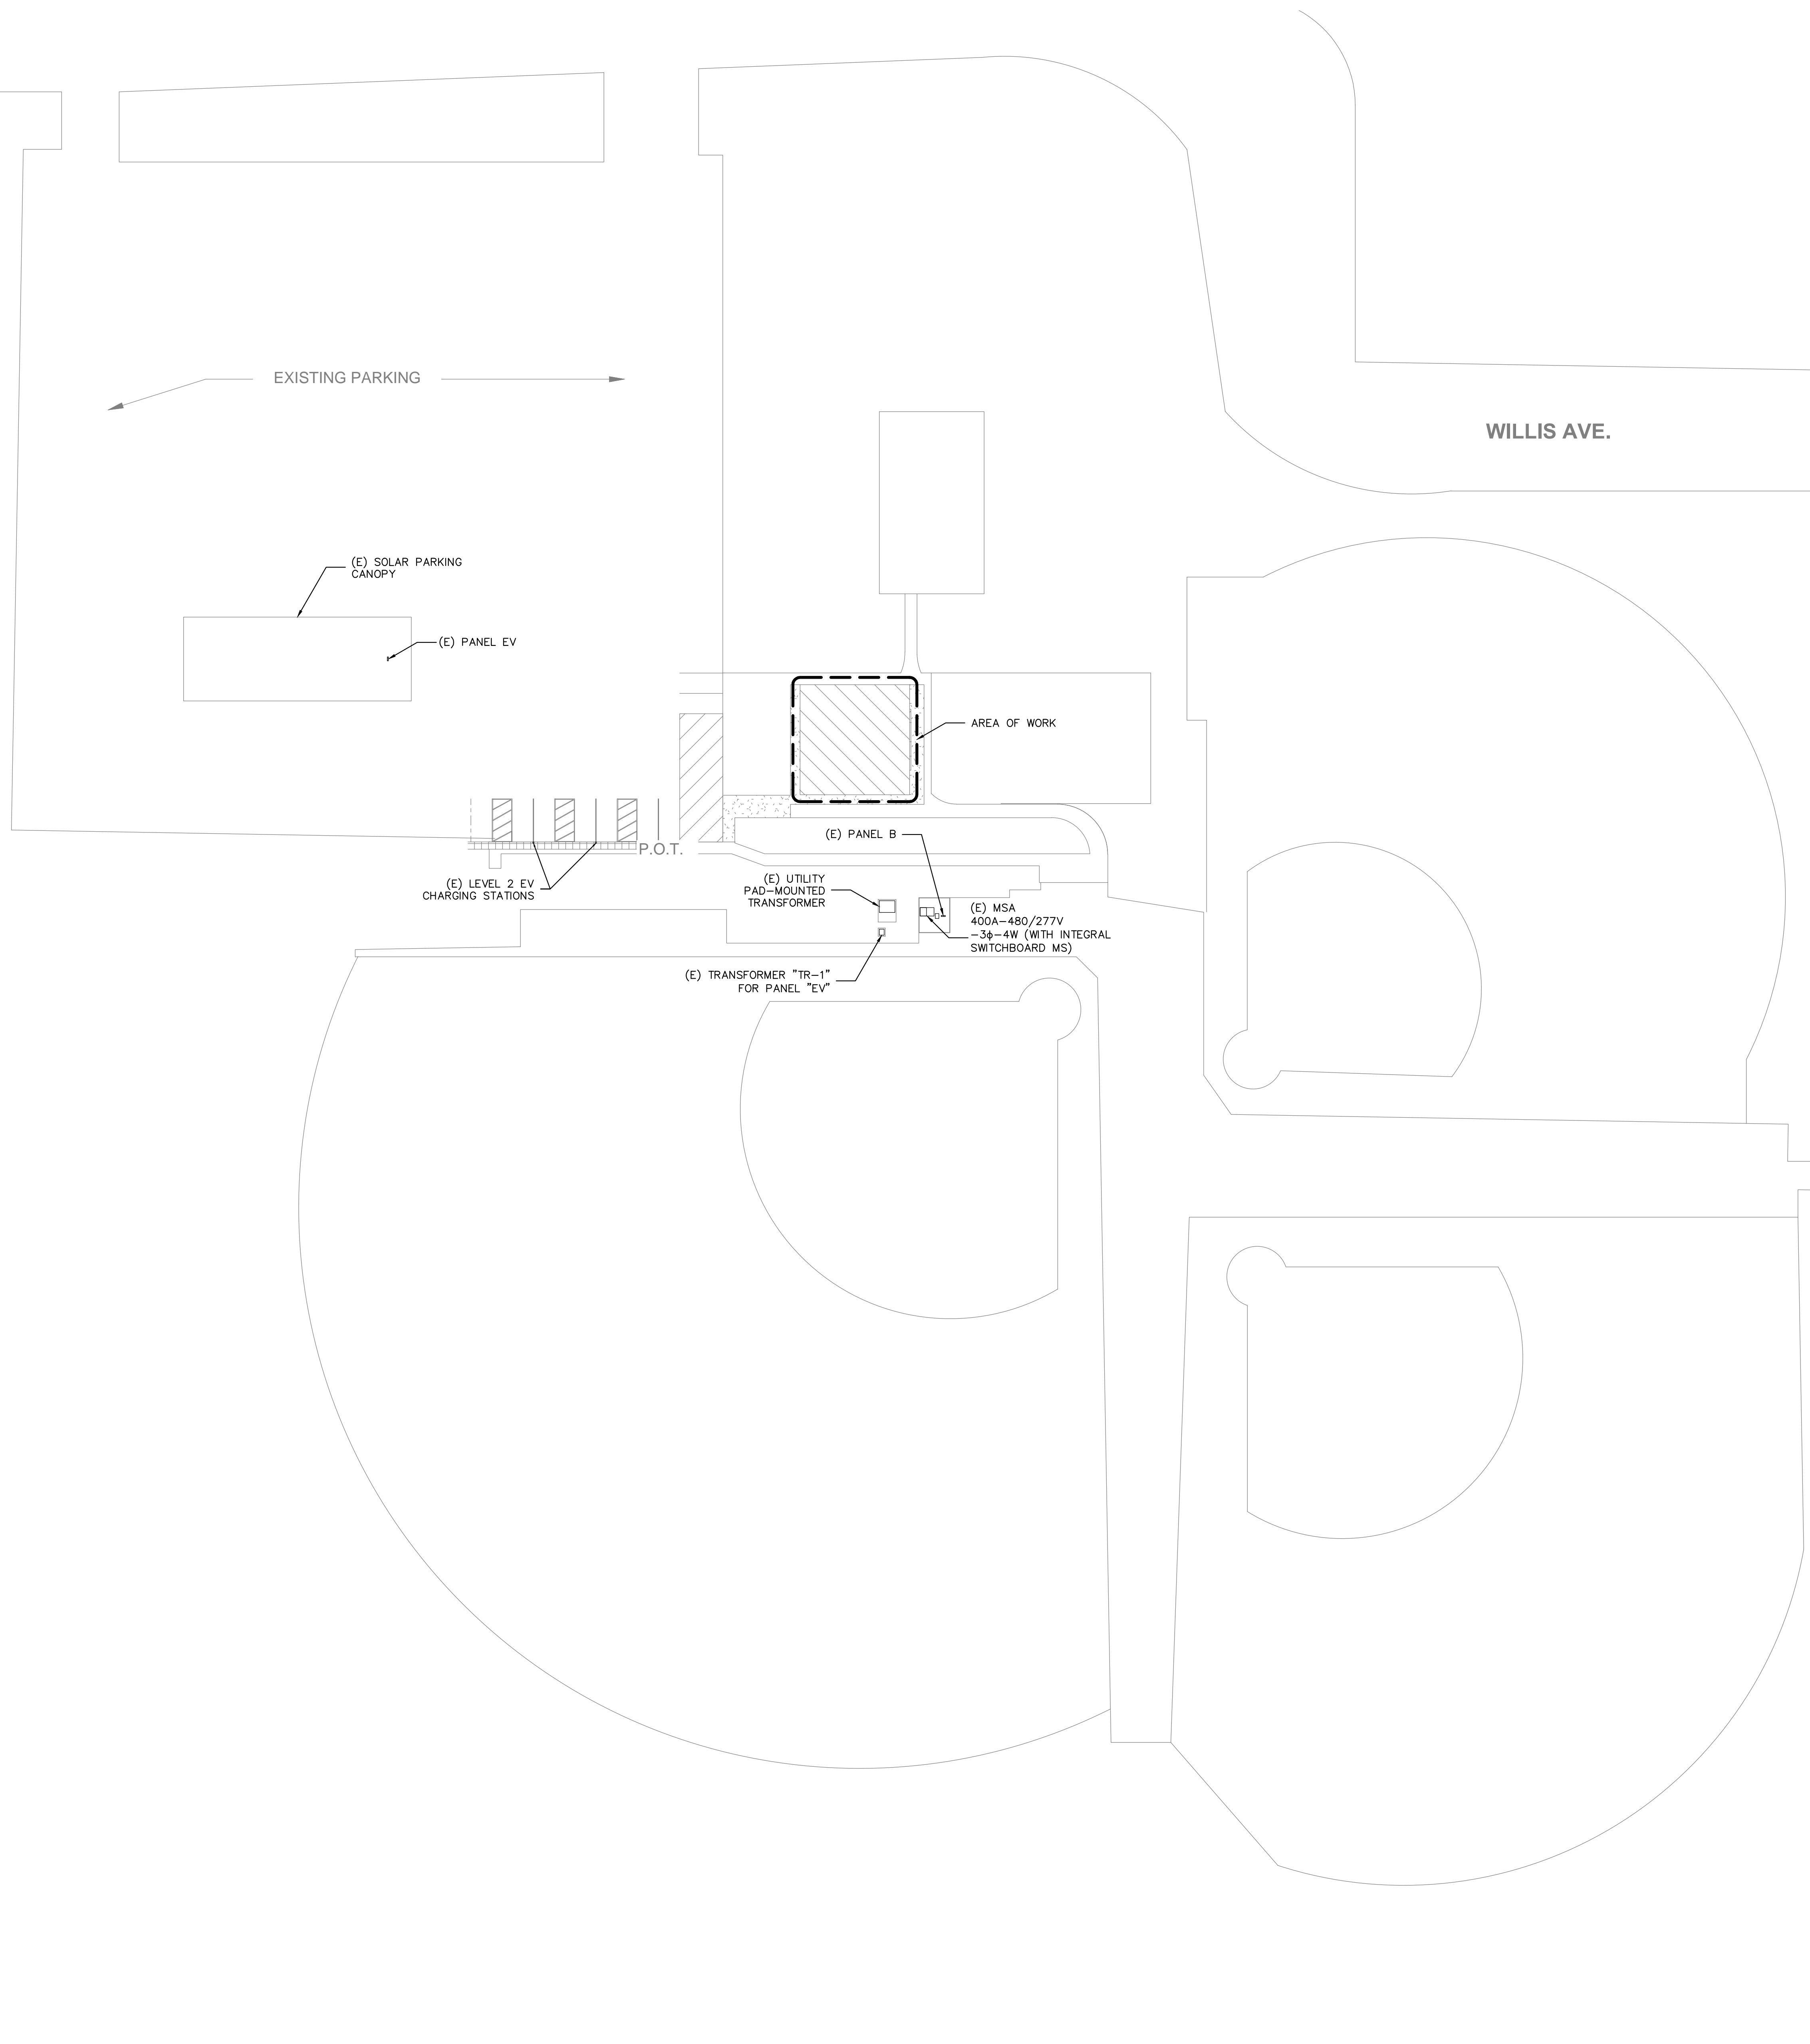 EXISTING PARKING
WILLIS AVE.
(E) SOLAR PARKING
CANOPY
(E) PANEL EV
AREA OF WORK
(E) PANEL B
P.O.T.
(E) LEVEL 2 EV
CHARGING STATIONS
(E) UTILITY
PAD-MOUNTED
TRANSFORMER
(E) MSA
400A-480/277V
-3ϕ-4W (WITH INTEGRAL
SWITCHBOARD MS)
(E) TRANSFORMER "TR-1"
FOR PANEL "EV"